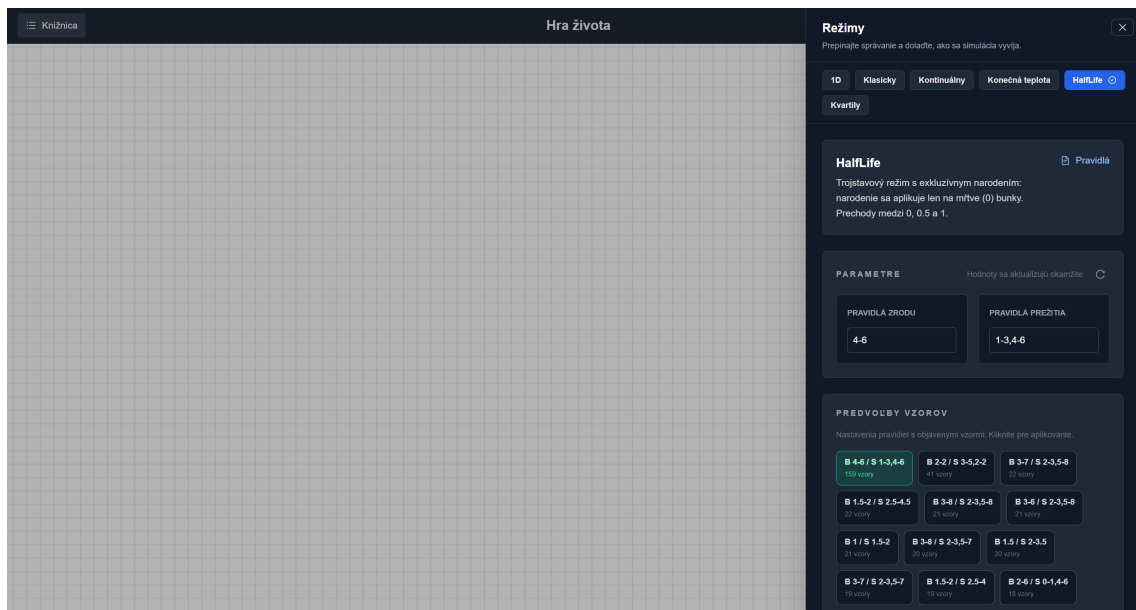 Knižnica
Hra života
Režimy
Prepínajte správanie a dolaďte, ako sa simulácia vyvíja.
1D Klasicky Kontinuálny Konečná teplota HalfLife
Kvartily
HalfLife Pravidlá
Trojstavový režim s exkluzívnym narodením:
narodenie sa aplikuje len na mŕtve (0) bunky.
Prechody medzi 0, 0.5 a 1.
PARAMETRE Hodnoty sa aktualizujú okamžite
PRAVIDLÁ ZRODU PRAVIDLÁ PREŽITIA
4-6 1-3,4-6
PREDVOĽBY VZOROV
Nastavenia pravidiel s objavenými vzormi. Kliknite pre aplikovanie.
B 4-6 / S 1-3,4-6 B 2-2 / S 3-5,2-2 B 3-7 / S 2-3,5-8
159 vzory 41 vzory 22 vzory
B 1.5-2 / S 2.5-4.5 B 3-8 / S 2-3,5-8 B 3-6 / S 2-3,5-8
22 vzory 21 vzory 21 vzory
B 1 / S 1.5-2 B 3-8 / S 2-3,5-7 B 1.5 / S 2-3.5
21 vzory 20 vzory 20 vzory
B 3-7 / S 2-3,5-7 B 1.5-2 / S 2.5-4 B 2-6 / S 0-1,4-6
19 vzory 19 vzory 18 vzory